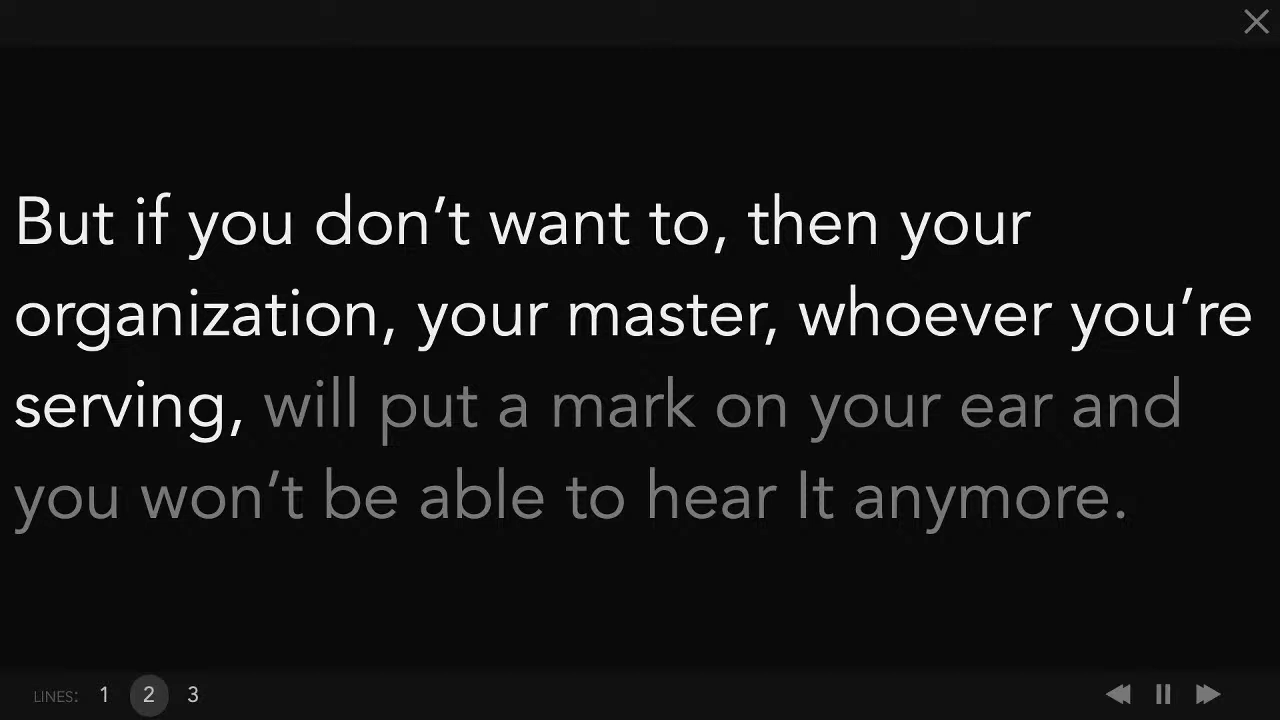 But if you don’t want to, then your
organization, your master, whoever you’re
serving, will put a mark on your ear and
you won’t be able to hear It anymore.
LINES: 1 2 3